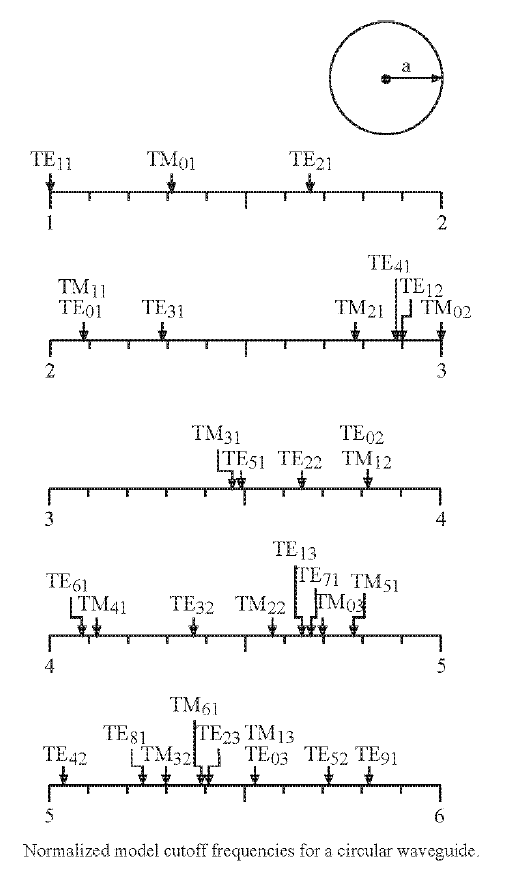 a
TE11 TM01 TE21
1 2
TE41
TM11 TE12
TE01 TE31 TM21 TM02
2 3
TM31 TE02
TE51 TE22 TM12
3 4
TE13
TE61 TE71 TM51
TM41 TE32 TM22 TM03
4 5
TM61
TE81 TE23 TM13
TE42 TM32 TE03 TE52 TE91
5 6
Normalized model cutoff frequencies for a circular waveguide.